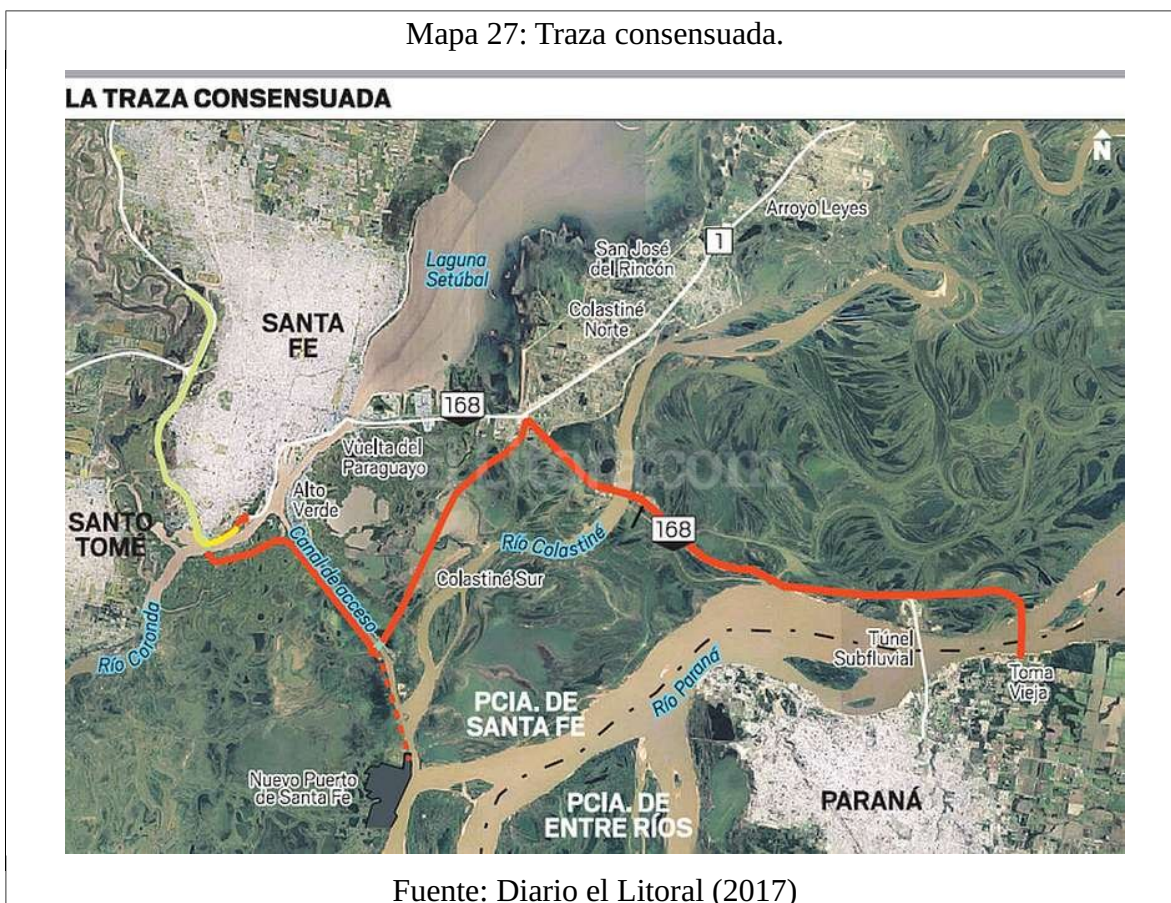 Mapa 27: Traza consensuada.
LA TRAZA CONSENSUADA
N
Arroyo Leyes
1
San José
del Rincón
Laguna
Setúbal
Colastiné
Norte
SANTA
FE
168
Vuelta del
Paraguayo
Alto
Verde
SANTO
TOMÉ
168
Río Colastiné
Canal de acceso
Colastiné Sur
Río Coronda
Túnel
Subfluvial
Toma
Vieja
Río Paraná
PCIA. DE
SANTA FE
Nuevo Puerto
de Santa Fe
PCIA. DE
ENTRE RÍOS
PARANÁ
Fuente: Diario el Litoral (2017)